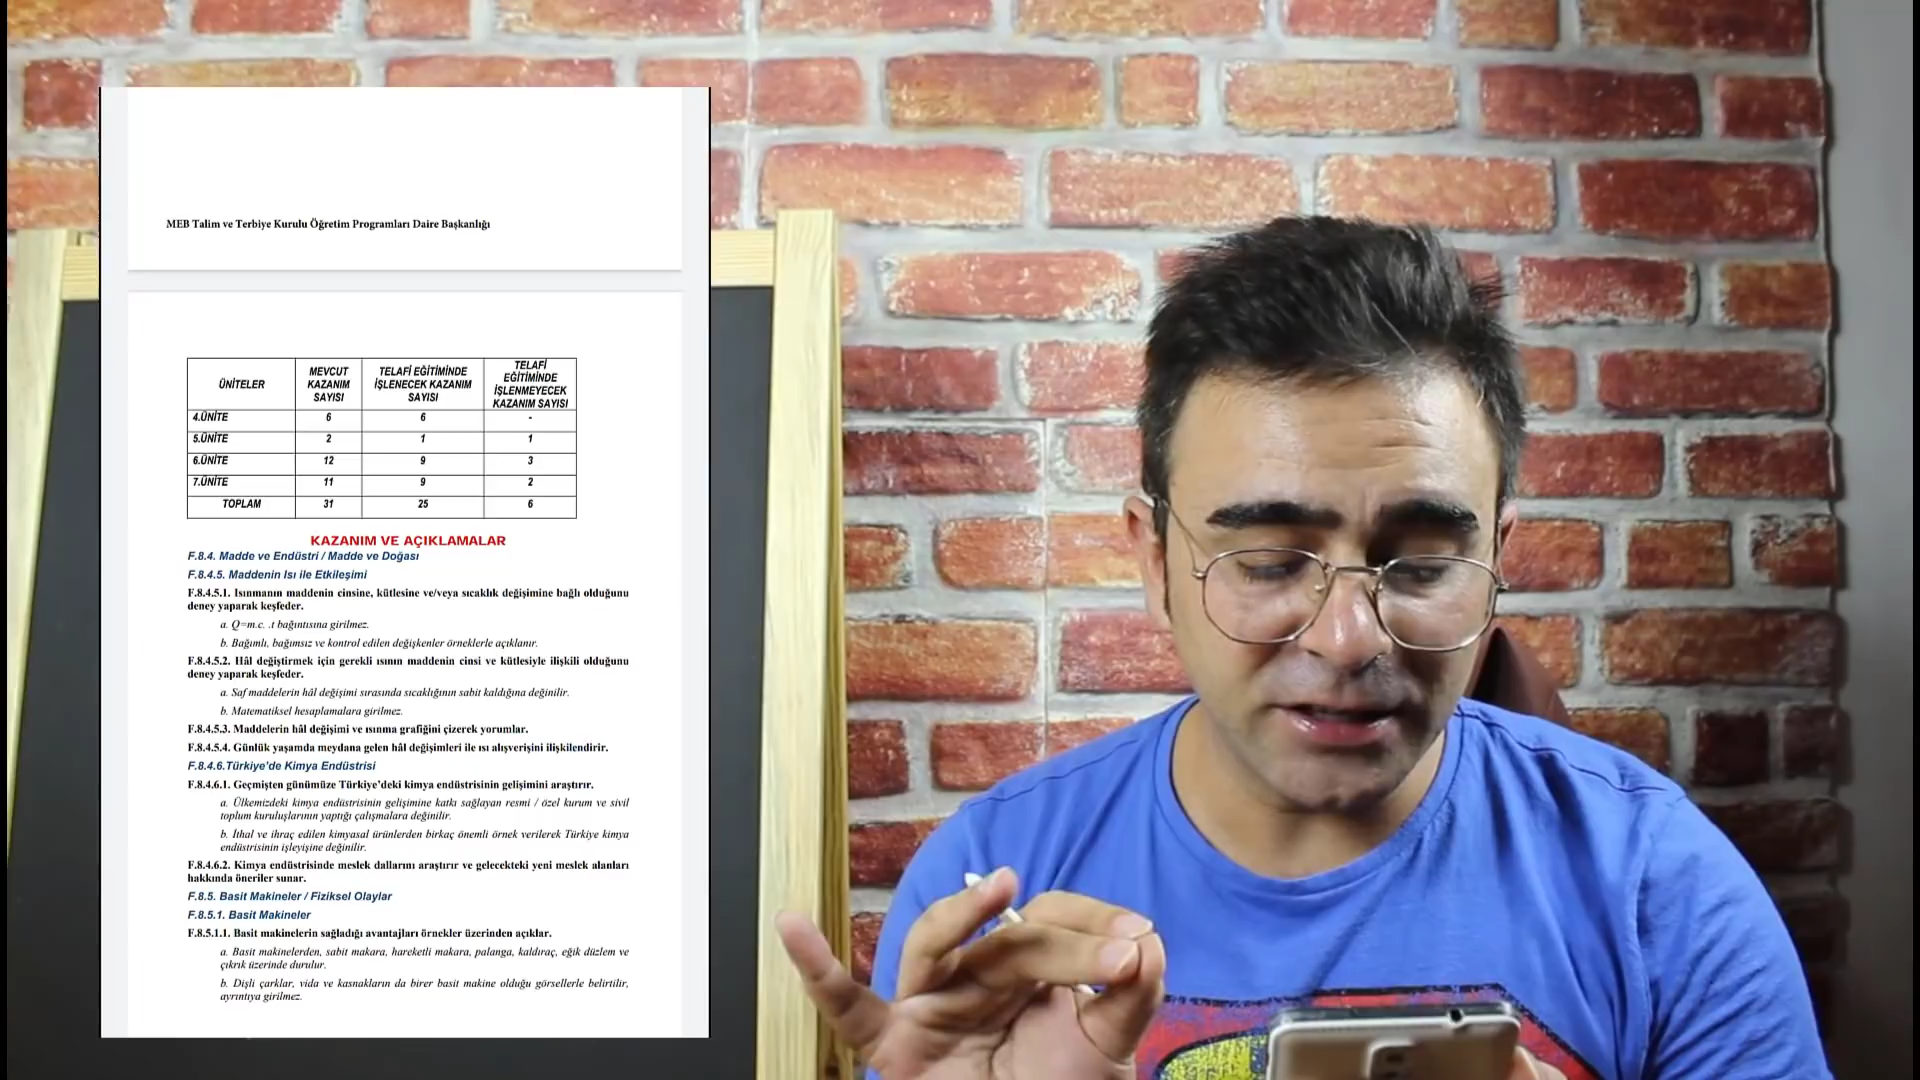 MEB Talim ve Terbiye Kurulu Öğretim Programları Daire Başkanlığı
ÜNİTELER
MEVCUT
KAZANIM
SAYISI
TELAFİ EĞİTİMİNDE
İŞLENECEK KAZANIM
SAYISI
TELAFİ
EĞİTİMİNDE
İŞLENMEYECEK
KAZANIM SAYISI
4.ÜNİTE 6 6 -
5.ÜNİTE 2 1 1
6.ÜNİTE 12 9 3
7.ÜNİTE 11 9 2
TOPLAM 31 25 6
KAZANIM VE AÇIKLAMALAR
F.8.4. Madde ve Endüstri / Madde ve Doğası
F.8.4.5. Maddenin Isı ile Etkileşimi
F.8.4.5.1. Isınmanın maddenin cinsine, kütlesine ve/veya sıcaklık değişimine bağlı olduğunu
deney yaparak keşfeder.
a. Q=m.c. .t bağıntısına girilmez.
b. Bağımlı, bağımsız ve kontrol edilen değişkenler örneklerle açıklanır.
F.8.4.5.2. Hâl değiştirmek için gerekli ısının maddenin cinsi ve kütlesiyle ilişkili olduğunu
deney yaparak keşfeder.
a. Saf maddelerin hâl değişimi sırasında sıcaklığının sabit kaldığına değinilir.
b. Matematiksel hesaplamalara girilmez.
F.8.4.5.3. Maddelerin hâl değişimi ve ısınma grafiğini çizerek yorumlar.
F.8.4.5.4. Günlük yaşamda meydana gelen hâl değişimleri ile ısı alışverişini ilişkilendirir.
F.8.4.6.Türkiye’de Kimya Endüstrisi
F.8.4.6.1. Geçmişten günümüze Türkiye’deki kimya endüstrisinin gelişimini araştırır.
a. Ülkemizdeki kimya endüstrisinin gelişimine katkı sağlayan resmi / özel kurum ve sivil
toplum kuruluşlarının yaptığı çalışmalara değinilir.
b. İthal ve ihraç edilen kimyasal ürünlerden birkaç önemli örnek verilerek Türkiye kimya
endüstrisinin işleyişine değinilir.
F.8.4.6.2. Kimya endüstrisinde meslek dallarını araştırır ve gelecekteki yeni meslek alanları
hakkında öneriler sunar.
F.8.5. Basit Makineler / Fiziksel Olaylar
F.8.5.1. Basit Makineler
F.8.5.1.1. Basit makinelerin sağladığı avantajları örnekler üzerinden açıklar.
a. Basit makinelerden, sabit makara, hareketli makara, palanga, kaldıraç, eğik düzlem ve
çıkrık üzerinde durulur.
b. Dişli çarklar, vida ve kasnakların da birer basit makine olduğu görsellerle belirtilir,
ayrıntıya girilmez.